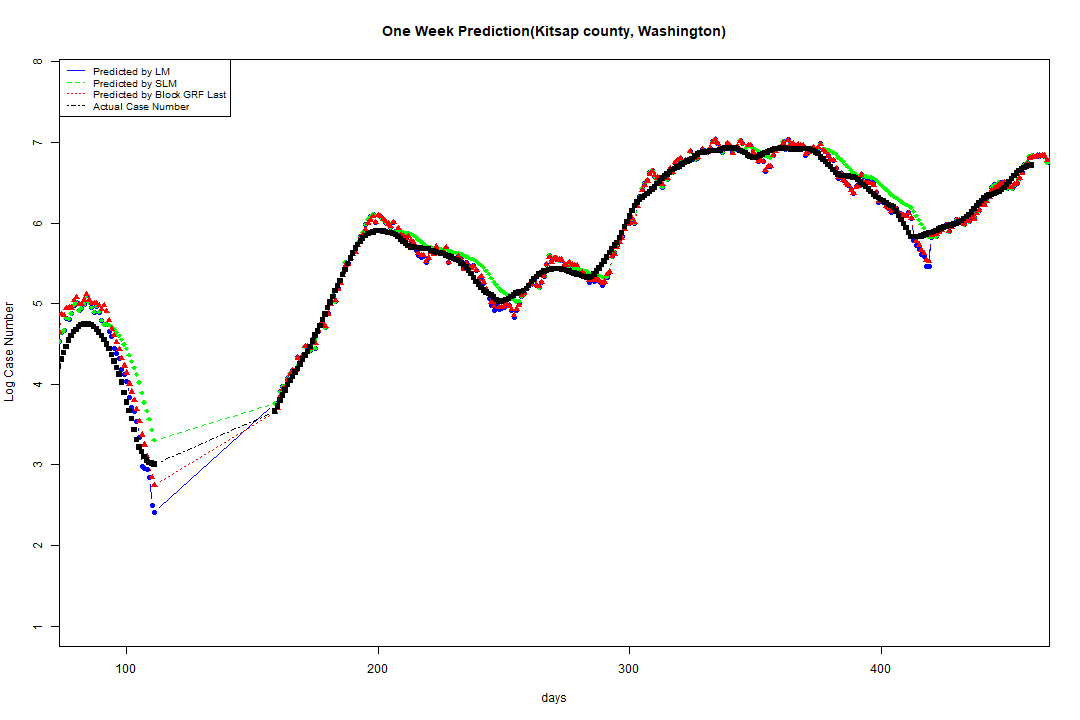 One Week Prediction(Kitsap county, Washington)
Predicted by LM
Predicted by SLM
Predicted by Block GRF Last
Actual Case Number
8
7
6
5
4
3
2
1
Log Case Number
100 200 300 400
days